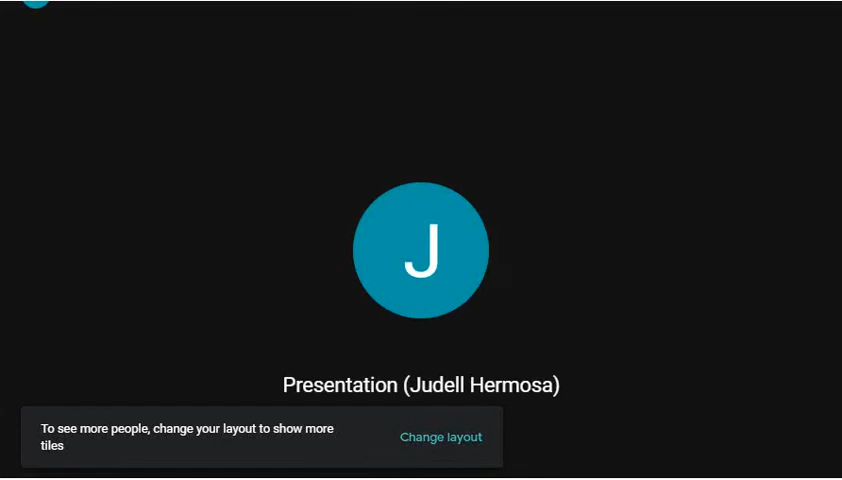 J
Presentation (Judell Hermosa)
To see more people, change your layout to show more
tiles
Change layout